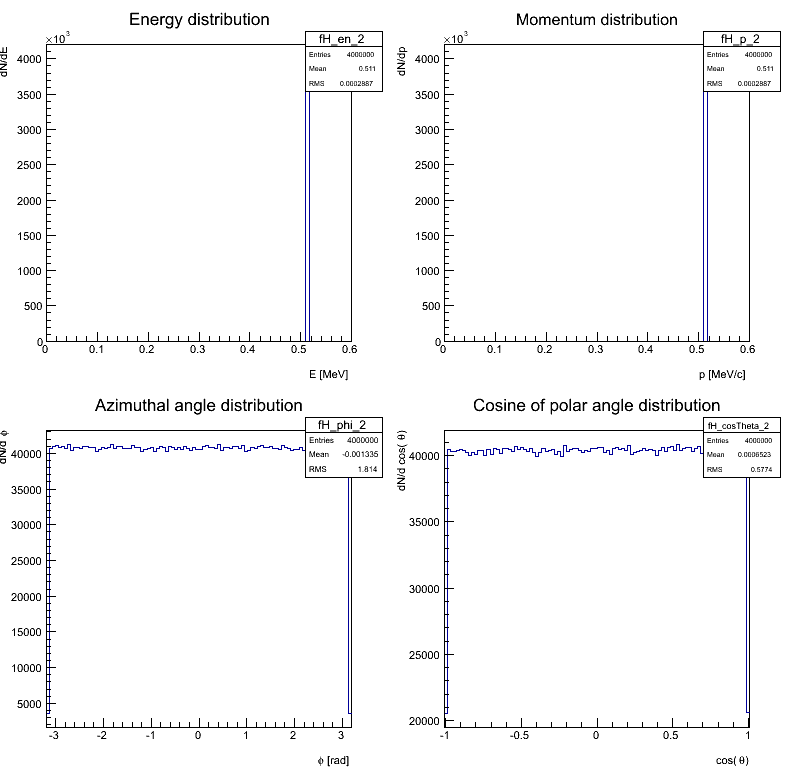 Energy distribution
×10³
dN/dE
fH_en_2
Entries 4000000
Mean 0.511
RMS 0.0002887
4000
3500
3000
2500
2000
1500
1000
500
0
0 0.1 0.2 0.3 0.4 0.5 0.6
E [MeV]
Momentum distribution
×10³
dN/dp
fH_p_2
Entries 4000000
Mean 0.511
RMS 0.0002887
4000
3500
3000
2500
2000
1500
1000
500
0
0 0.1 0.2 0.3 0.4 0.5 0.6
p [MeV/c]
Azimuthal angle distribution
dN/d ϕ
fH_phi_2
Entries 4000000
Mean -0.001335
RMS 1.814
40000
35000
30000
25000
20000
15000
10000
5000
-3 -2 -1 0 1 2 3
ϕ [rad]
Cosine of polar angle distribution
dN/d cos( θ)
fH_cosTheta_2
Entries 4000000
Mean 0.0006523
RMS 0.5774
40000
35000
30000
25000
20000
-1 -0.5 0 0.5 1
cos( θ)